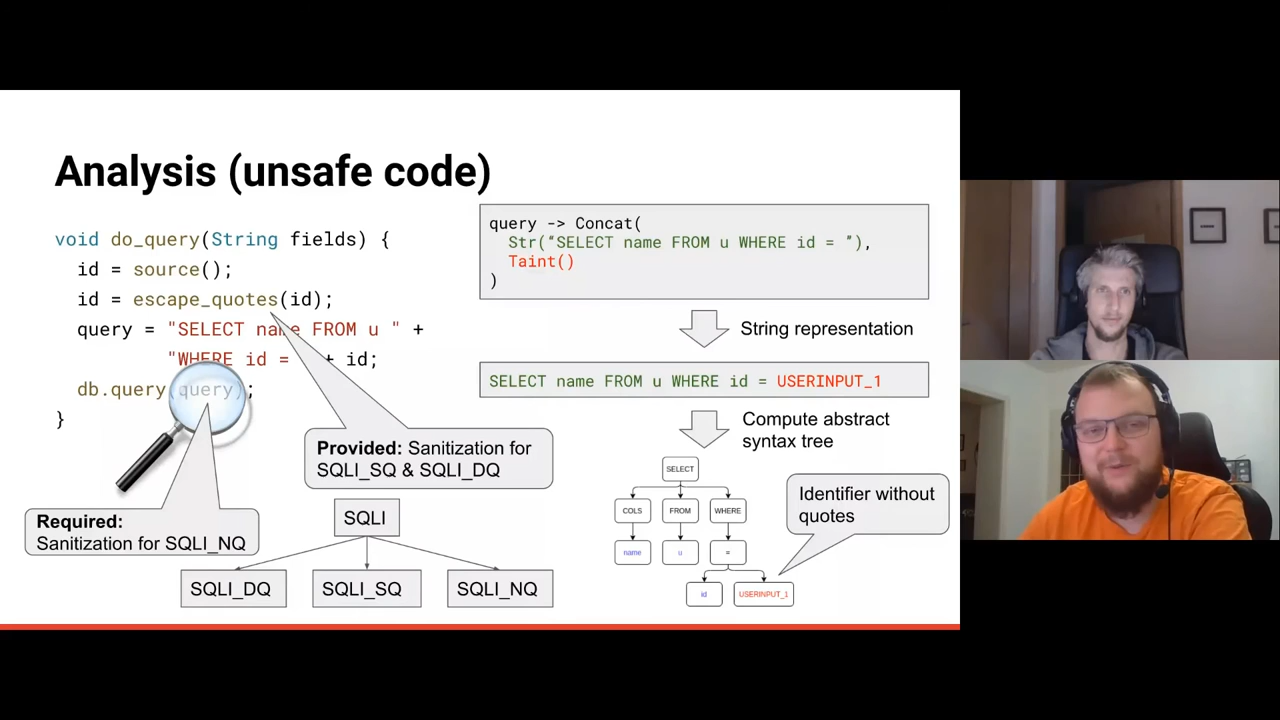 Analysis (unsafe code)
void do_query(String fields) {
id = source();
id = escape_quotes(id);
query = "SELECT name FROM u " +
"WHERE id = + id;
db.query(query);
}
Provided: Sanitization for
SQLI_SQ & SQLI_DQ
Required:
Sanitization for SQLI_NQ
SQLI
SQLI_DQ
SQLI_SQ
SQLI_NQ
query -> Concat(
Str(“SELECT name FROM u WHERE id = ”),
Taint()
)
String representation
SELECT name FROM u WHERE id = USERINPUT_1
Compute abstract
syntax tree
SELECT
COLS FROM WHERE
name u =
id USERINPUT_1
Identifier without
quotes